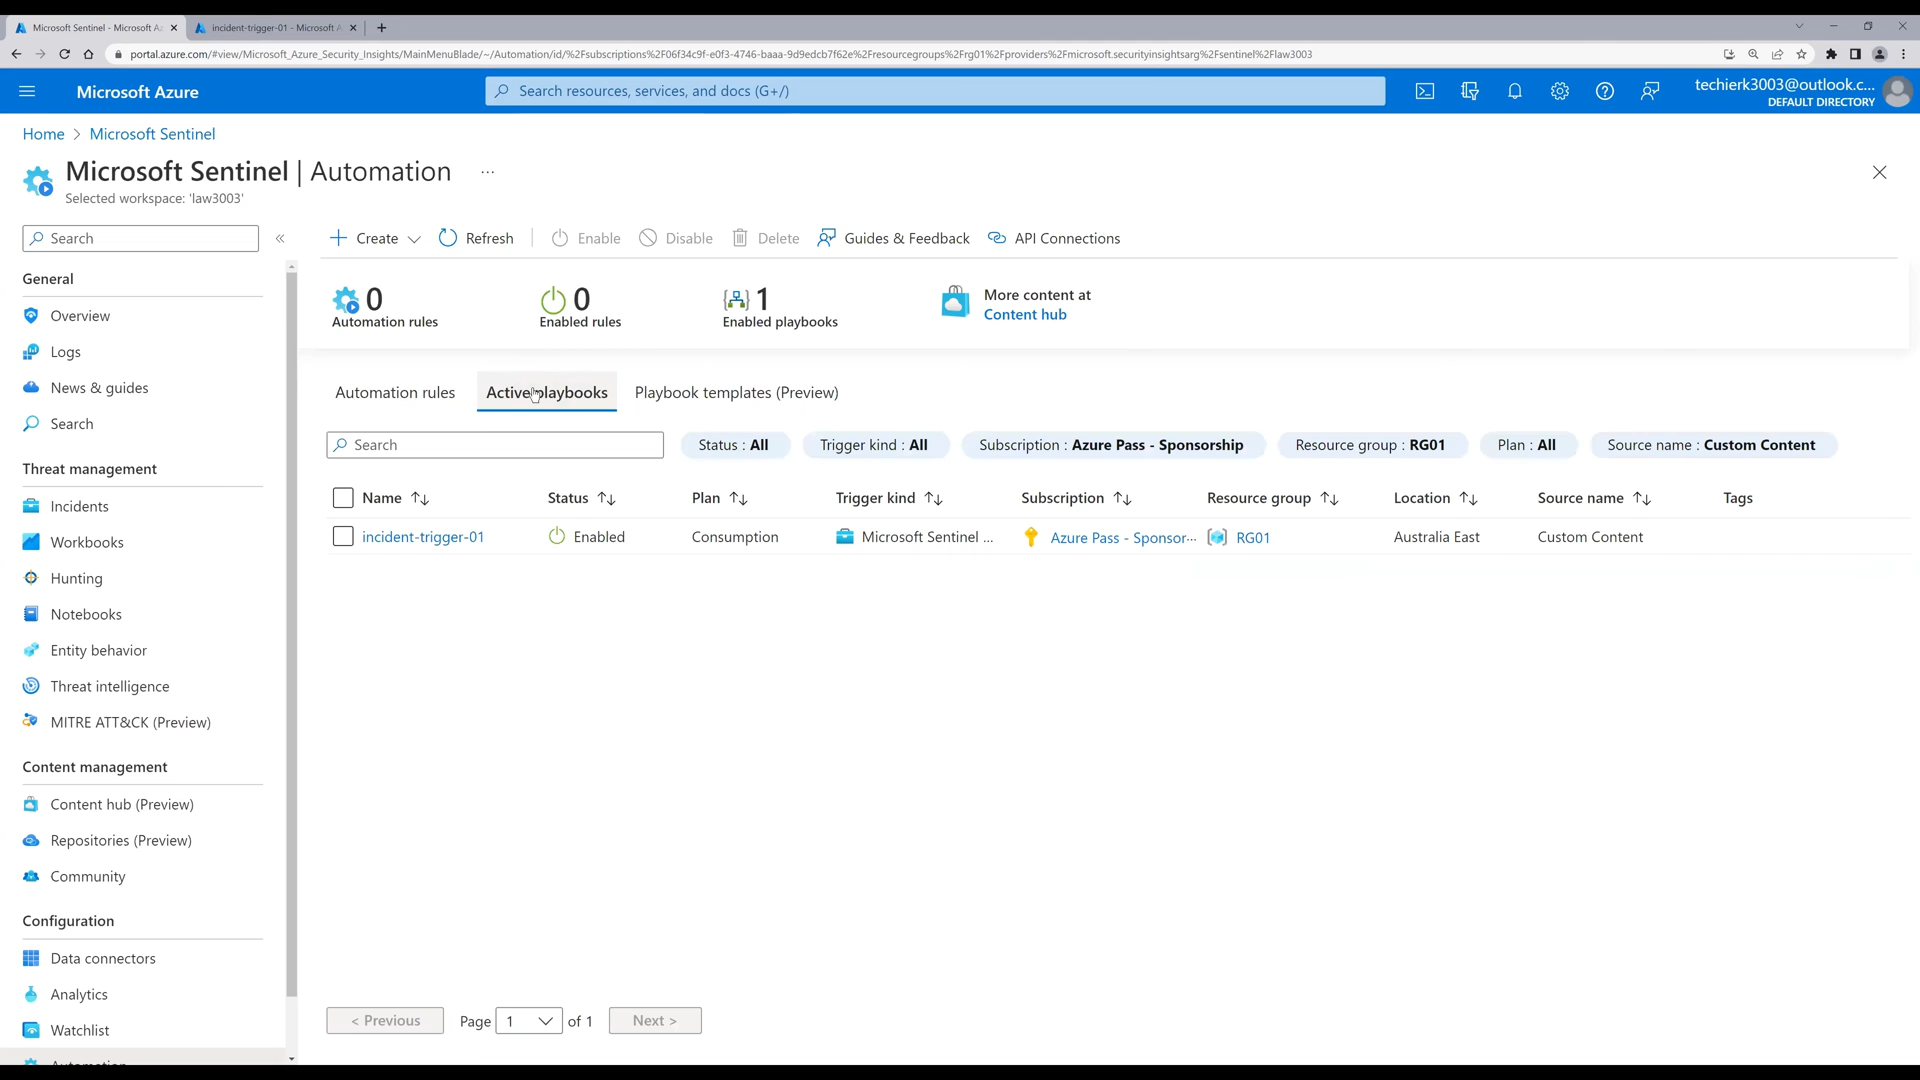 Microsoft Sentinel - Microsoft Az
incident-trigger-01 - Microsoft A
portal.azure.com/#view/Microsoft_Azure_Security_Insights/MainMenuBlade/~/Automation/id/%2Fsubscriptions%2F06f34c9f-e0f3-4746-baaa-9d9edcb7f62e%2Fresourcegroups%2Frg01%2Fproviders%2Fmicrosoft.securityinsightsarg%2Fsentinel%2Flaw3003
Microsoft Azure
Search resources, services, and docs (G+/)
techierk3003@outlook.c...
DEFAULT DIRECTORY
Home > Microsoft Sentinel
Microsoft Sentinel | Automation ...
Selected workspace: 'law3003'
Search
Create
Refresh
Enable
Disable
Delete
Guides & Feedback
API Connections
General
Overview
Logs
News & guides
Search
Threat management
Incidents
Workbooks
Hunting
Notebooks
Entity behavior
Threat intelligence
MITRE ATT&CK (Preview)
Content management
Content hub (Preview)
Repositories (Preview)
Community
Configuration
Data connectors
Analytics
Watchlist
Automation
0
Automation rules
0
Enabled rules
1
Enabled playbooks
More content at
Content hub
Automation rules
Active playbooks
Playbook templates (Preview)
Search
Status : All
Trigger kind : All
Subscription : Azure Pass - Sponsorship
Resource group : RG01
Plan : All
Source name : Custom Content
Name
Status
Plan
Trigger kind
Subscription
Resource group
Location
Source name
Tags
incident-trigger-01
Enabled
Consumption
Microsoft Sentinel ...
Azure Pass - Sponsor...
RG01
Australia East
Custom Content
< Previous
Page 1 of 1
Next >